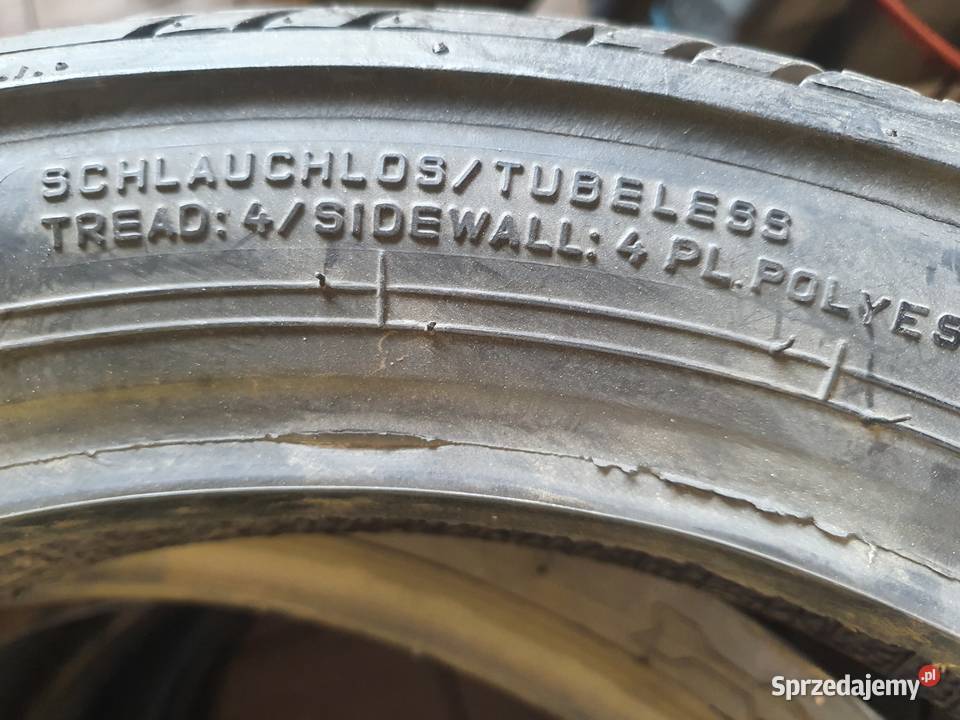 SCHLAUCHLOS/TUBELESS
TREAD: 4/SIDEWALL: 4 PL.POLYES
Sprzedajemy.pl